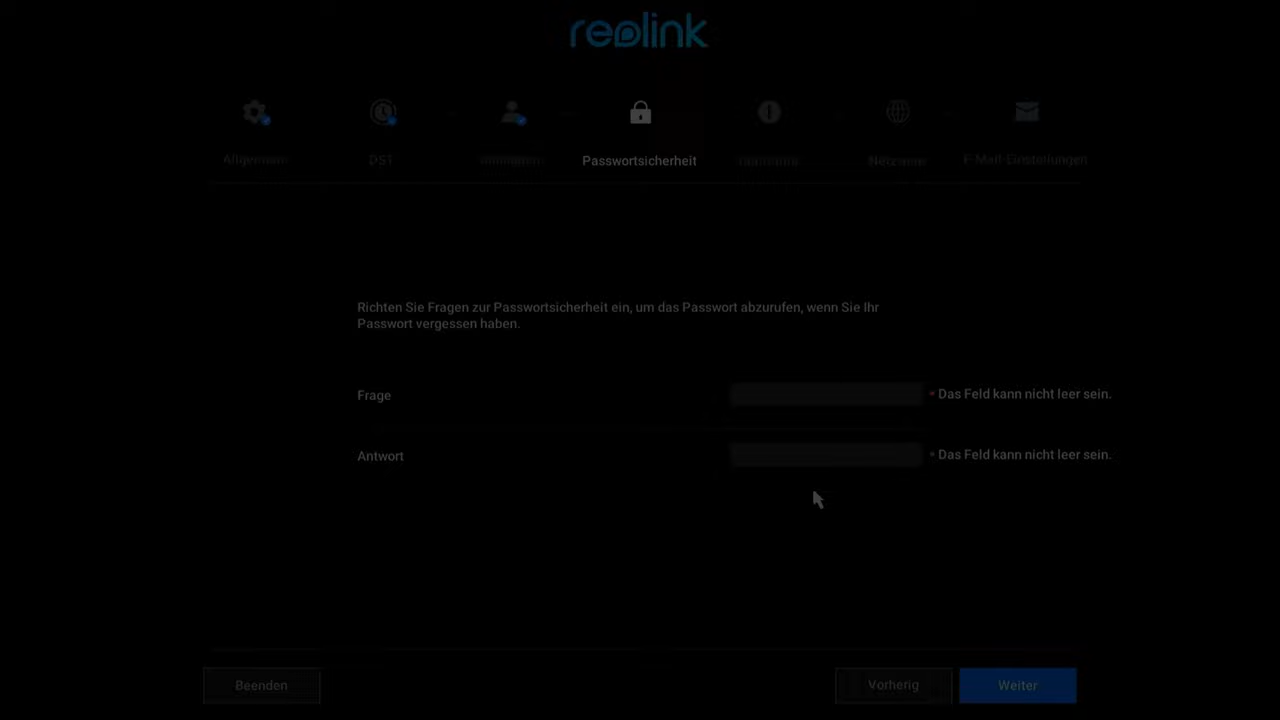 reolink
Allgemein
DST
Passwortsicherheit
Netzwerk
E-Mail-Einstellungen
Richten Sie Fragen zur Passwortsicherheit ein, um das Passwort abzurufen, wenn Sie Ihr
Passwort vergessen haben.
Frage
* Das Feld kann nicht leer sein.
Antwort
* Das Feld kann nicht leer sein.
Beenden
Vorherig
Weiter